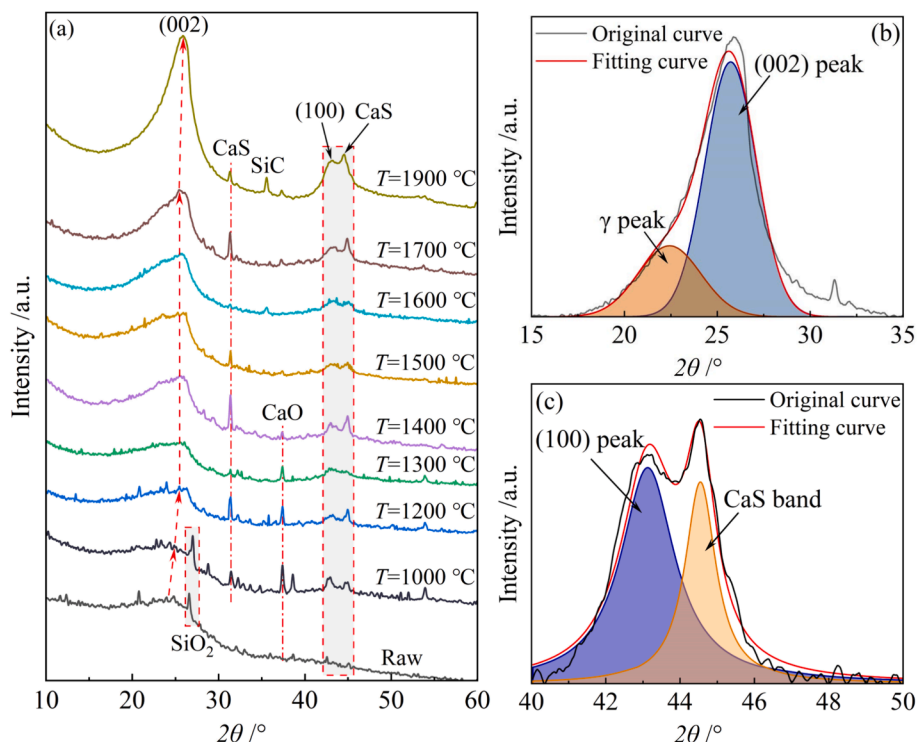 (a)
(002)
CaS
SiC
(100)
CaS
T=1900 °C
T=1700 °C
T=1600 °C
T=1500 °C
T=1400 °C
CaO
T=1300 °C
T=1200 °C
T=1000 °C
SiO₂
Raw
Intensity /a.u.
10 20 30 40 50 60
2θ /°
(b)
Original curve
Fitting curve
(002) peak
γ peak
Intensity /a.u.
15 20 25 30 35
2θ /°
(c)
Original curve
Fitting curve
(100) peak
CaS band
Intensity /a.u.
40 42 44 46 48 50
2θ /°